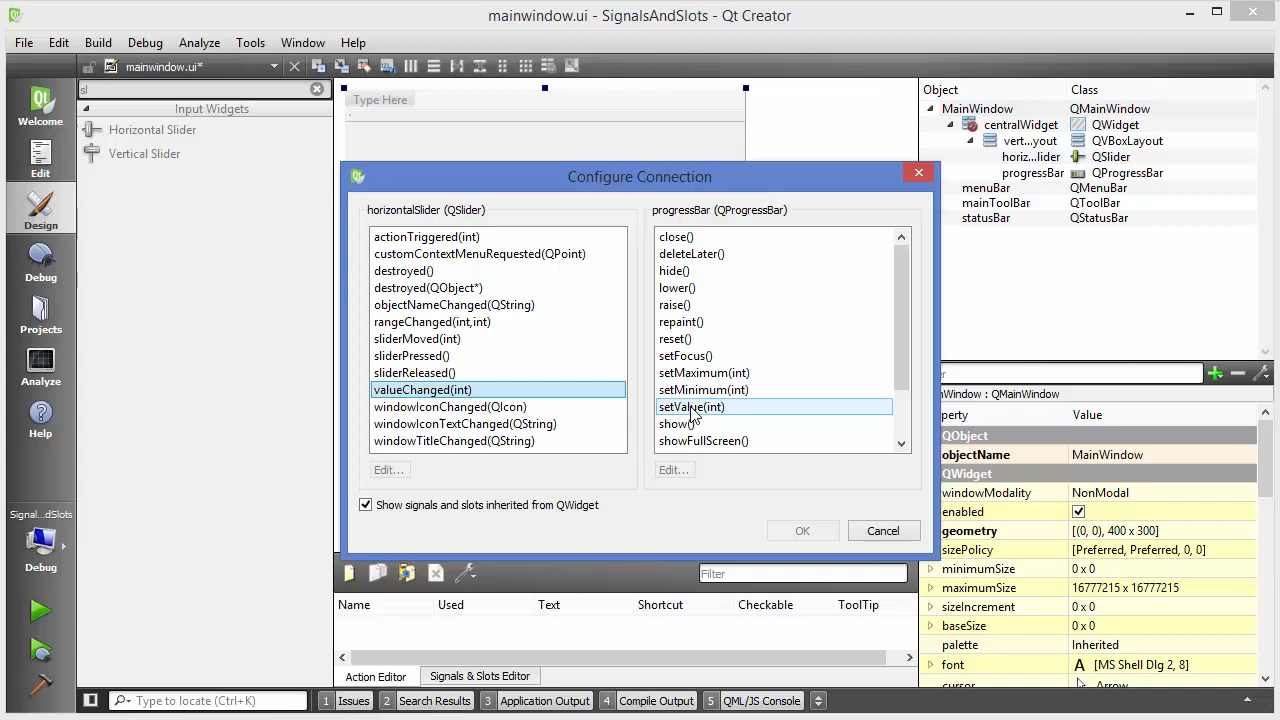 mainwindow.ui - SignalsAndSlots - Qt Creator
File Edit Build Debug Analyze Tools Window Help
mainwindow.ui*
sl
Input Widgets
Horizontal Slider
Vertical Slider
Qt
Welcome
Edit
Design
Debug
Projects
Analyze
Help
Signal...dSlots
Debug
Type Here
Object Class
MainWindow QMainWindow
centralWidget QWidget
vert...yout QVBoxLayout
horiz...lider QSlider
progressBar QProgressBar
menuBar QMenuBar
mainToolBar QToolBar
statusBar QStatusBar
Configure Connection
horizontalSlider (QSlider)
actionTriggered(int)
customContextMenuRequested(QPoint)
destroyed()
destroyed(QObject*)
objectNameChanged(QString)
rangeChanged(int,int)
sliderMoved(int)
sliderPressed()
sliderReleased()
valueChanged(int)
windowIconChanged(QIcon)
windowIconTextChanged(QString)
windowTitleChanged(QString)
Edit...
progressBar (QProgressBar)
close()
deleteLater()
hide()
lower()
raise()
repaint()
reset()
setFocus()
setMaximum(int)
setMinimum(int)
setValue(int)
show()
showFullScreen()
Edit...
Show signals and slots inherited from QWidget
OK Cancel
er
nWindow : QMainWindow
perty Value
QObject
objectName MainWindow
QWidget
windowModality NonModal
enabled
geometry [(0, 0), 400 x 300]
sizePolicy [Preferred, Preferred, 0, 0]
minimumSize 0 x 0
maximumSize 16777215 x 16777215
sizeIncrement 0 x 0
baseSize 0 x 0
palette Inherited
font A [MS Shell Dlg 2, 8]
cursor Arrow
Filter
Name Used Text Shortcut Checkable ToolTip
Action Editor Signals & Slots Editor
Type to locate (Ctrl+K) 1 Issues 2 Search Results 3 Application Output 4 Compile Output 5 QML/JS Console